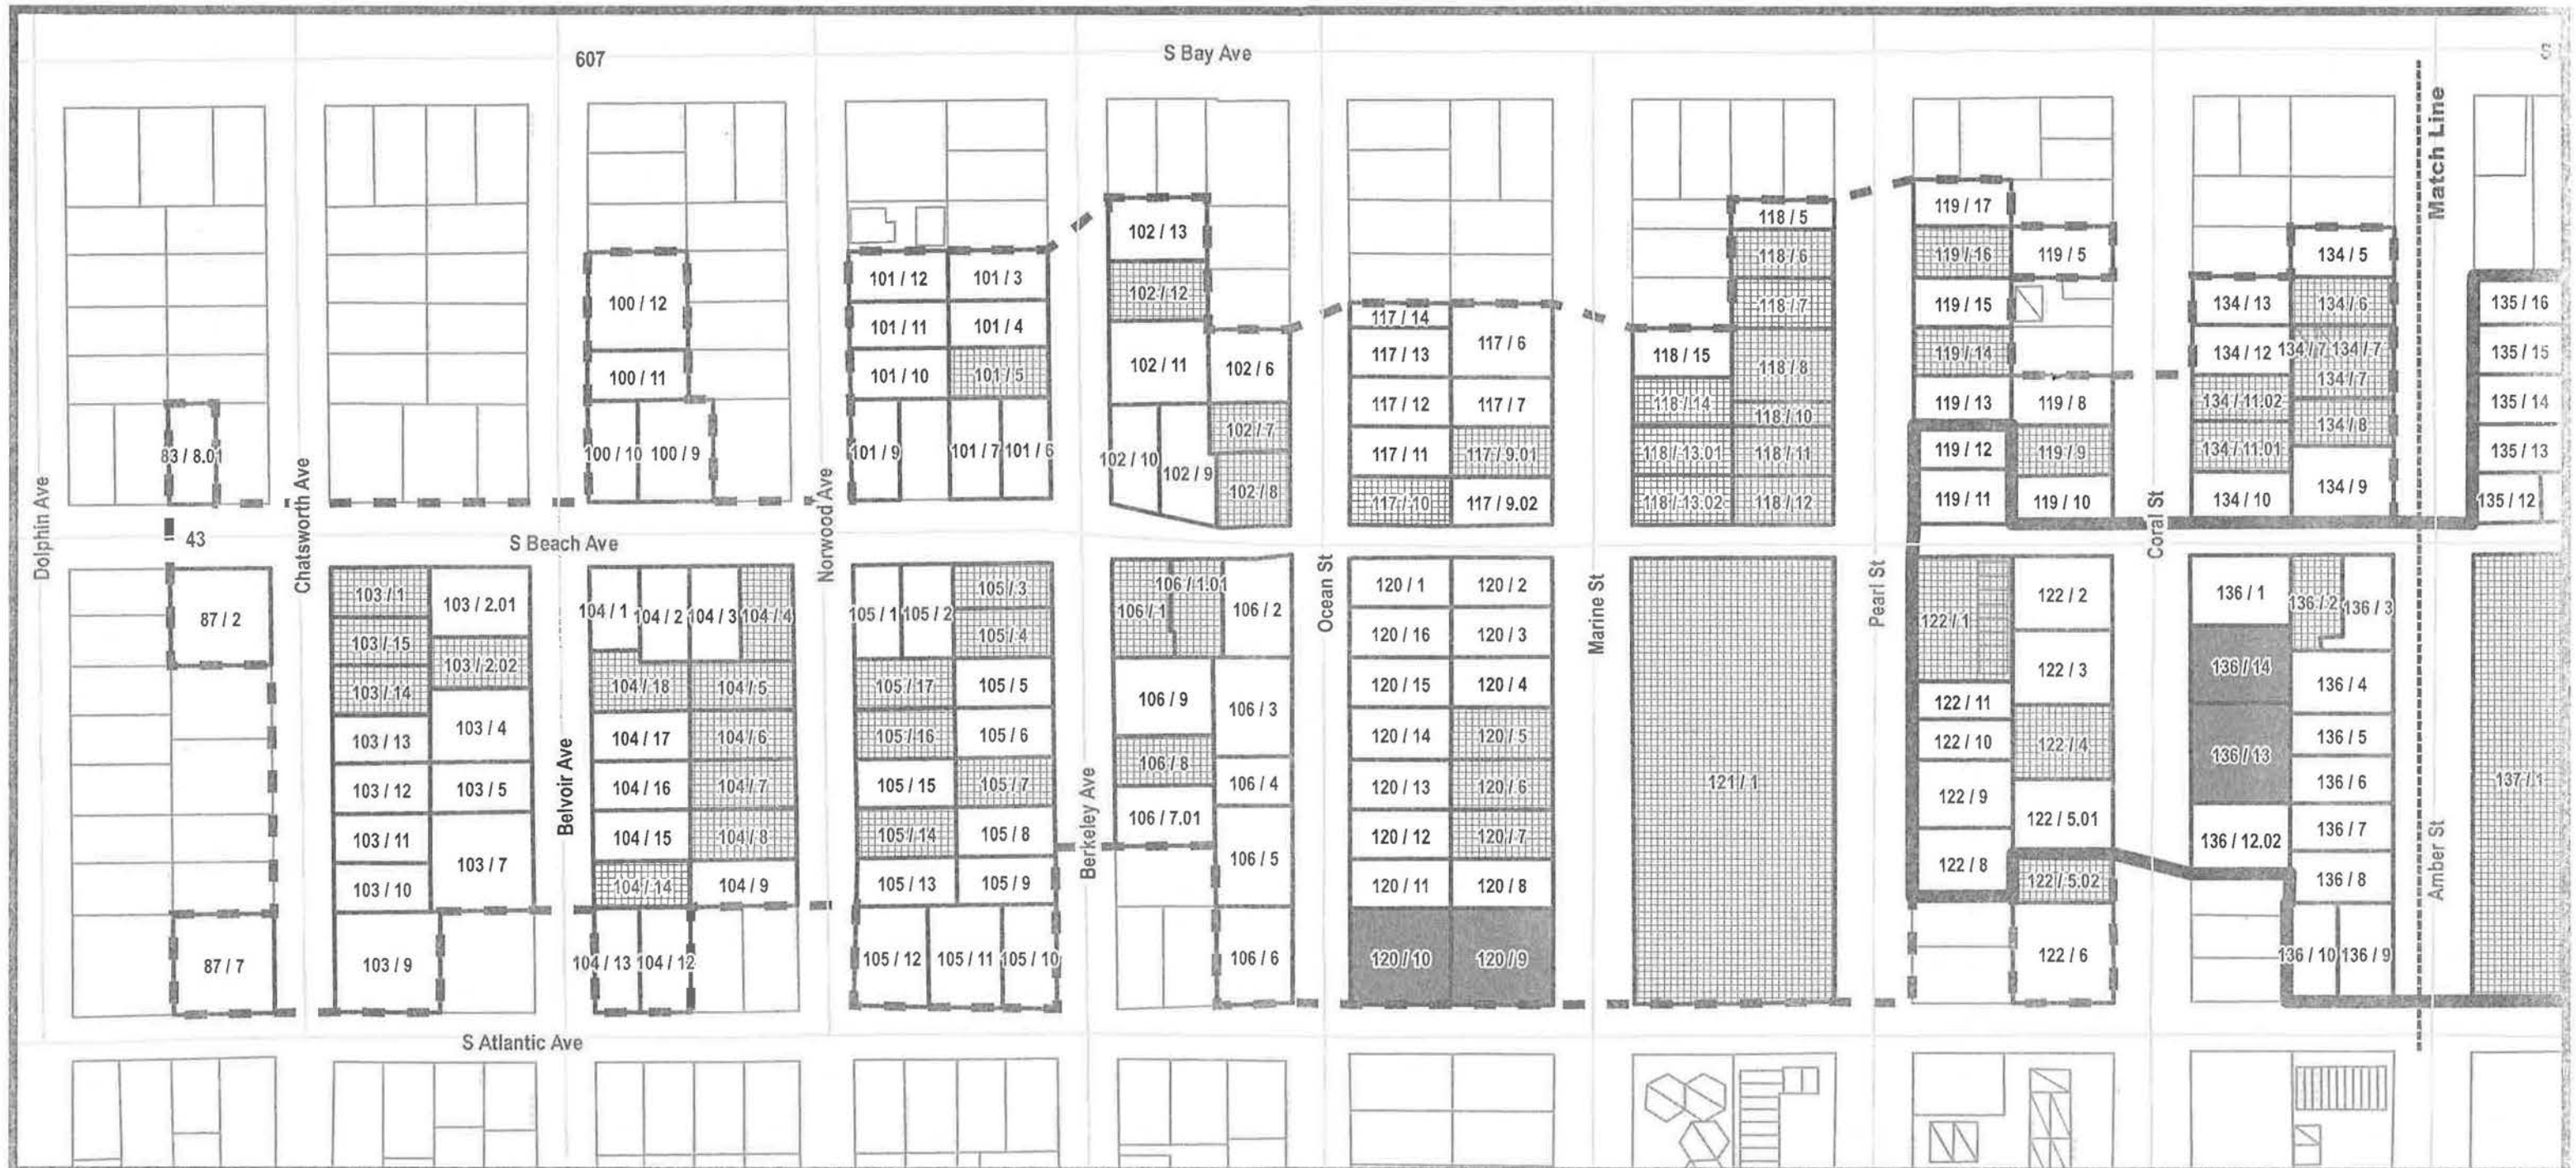 607
S Bay Ave
S
Match Line
83 / 8.01
100 / 12
100 / 11
100 / 10
100 / 9
101 / 12
101 / 3
101 / 11
101 / 4
101 / 10
101 / 5
101 / 9
101 / 7
101 / 6
102 / 13
102 / 12
102 / 11
102 / 6
102 / 7
102 / 10
102 / 9
102 / 8
117 / 14
117 / 6
117 / 13
117 / 12
117 / 7
117 / 11
117 / 9.01
117 / 10
117 / 9.02
118 / 5
118 / 6
118 / 7
118 / 15
118 / 8
118 / 14
118 / 10
118 / 13.01
118 / 11
118 / 13.02
118 / 12
119 / 17
119 / 16
119 / 5
119 / 15
119 / 14
119 / 13
119 / 8
119 / 12
119 / 9
119 / 11
119 / 10
134 / 5
134 / 13
134 / 6
134 / 12
134 / 7
134 / 7
134 / 7
134 / 11.02
134 / 8
134 / 11.01
134 / 9
134 / 10
135 / 16
135 / 15
135 / 14
135 / 13
135 / 12
Dolphin Ave
43
Chatsworth Ave
S Beach Ave
Belvoir Ave
Norwood Ave
Berkeley Ave
Ocean St
Marine St
Pearl St
Coral St
Amber St
87 / 2
87 / 7
103 / 1
103 / 2.01
103 / 15
103 / 2.02
103 / 14
103 / 4
103 / 13
103 / 12
103 / 5
103 / 11
103 / 7
103 / 10
103 / 9
104 / 1
104 / 2
104 / 3
104 / 4
104 / 18
104 / 5
104 / 17
104 / 6
104 / 16
104 / 7
104 / 15
104 / 8
104 / 14
104 / 9
104 / 13
104 / 12
105 / 1
105 / 2
105 / 3
105 / 4
105 / 17
105 / 5
105 / 16
105 / 6
105 / 15
105 / 7
105 / 14
105 / 8
105 / 13
105 / 9
105 / 12
105 / 11
105 / 10
106 / 1
106 / 1.01
106 / 2
106 / 9
106 / 3
106 / 8
106 / 4
106 / 7.01
106 / 5
106 / 6
120 / 1
120 / 2
120 / 16
120 / 3
120 / 15
120 / 4
120 / 14
120 / 5
120 / 13
120 / 6
120 / 12
120 / 7
120 / 11
120 / 8
120 / 10
120 / 9
121 / 1
122 / 1
122 / 2
122 / 3
122 / 11
122 / 10
122 / 4
122 / 9
122 / 5.01
122 / 8
122 / 5.02
122 / 6
136 / 1
136 / 2
136 / 3
136 / 14
136 / 4
136 / 13
136 / 5
136 / 6
136 / 12.02
136 / 7
136 / 8
136 / 10
136 / 9
137 / 1
S Atlantic Ave